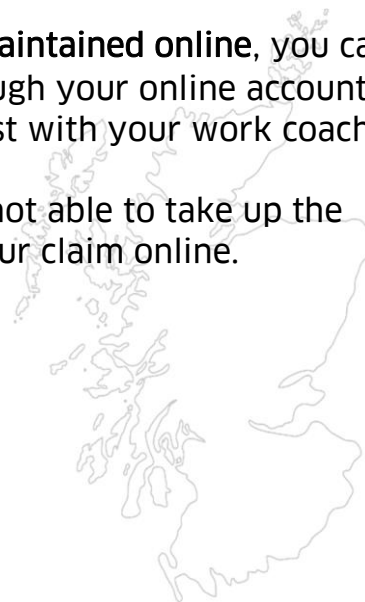 aintained online, you ca
ugh your online account
st with your work coach
not able to take up the
ur claim online.